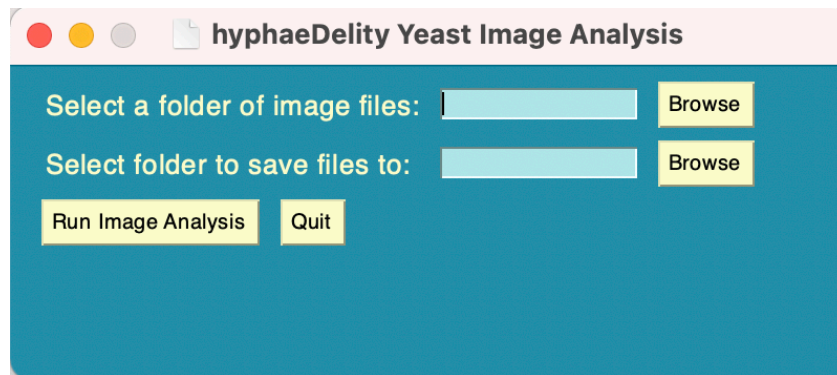 hyphaeDelity Yeast Image Analysis
Select a folder of image files: Browse
Select folder to save files to: Browse
Run Image Analysis Quit